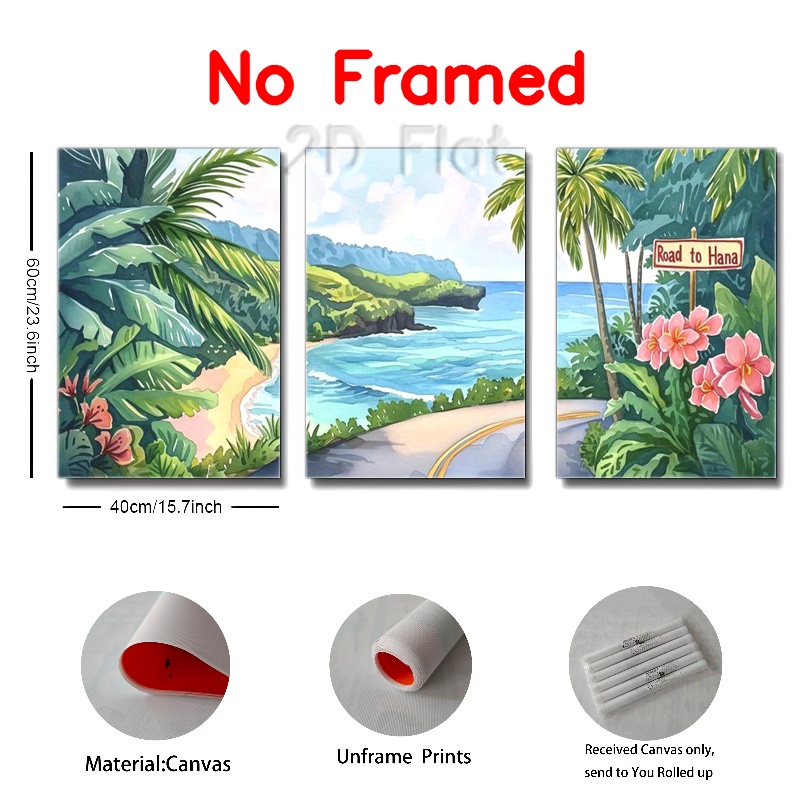 No Framed
2D Flat
Road to Hana
60cm/23.6inch
40cm/15.7inch
Material:Canvas
Unframe Prints
Received Canvas only,
send to You Rolled up